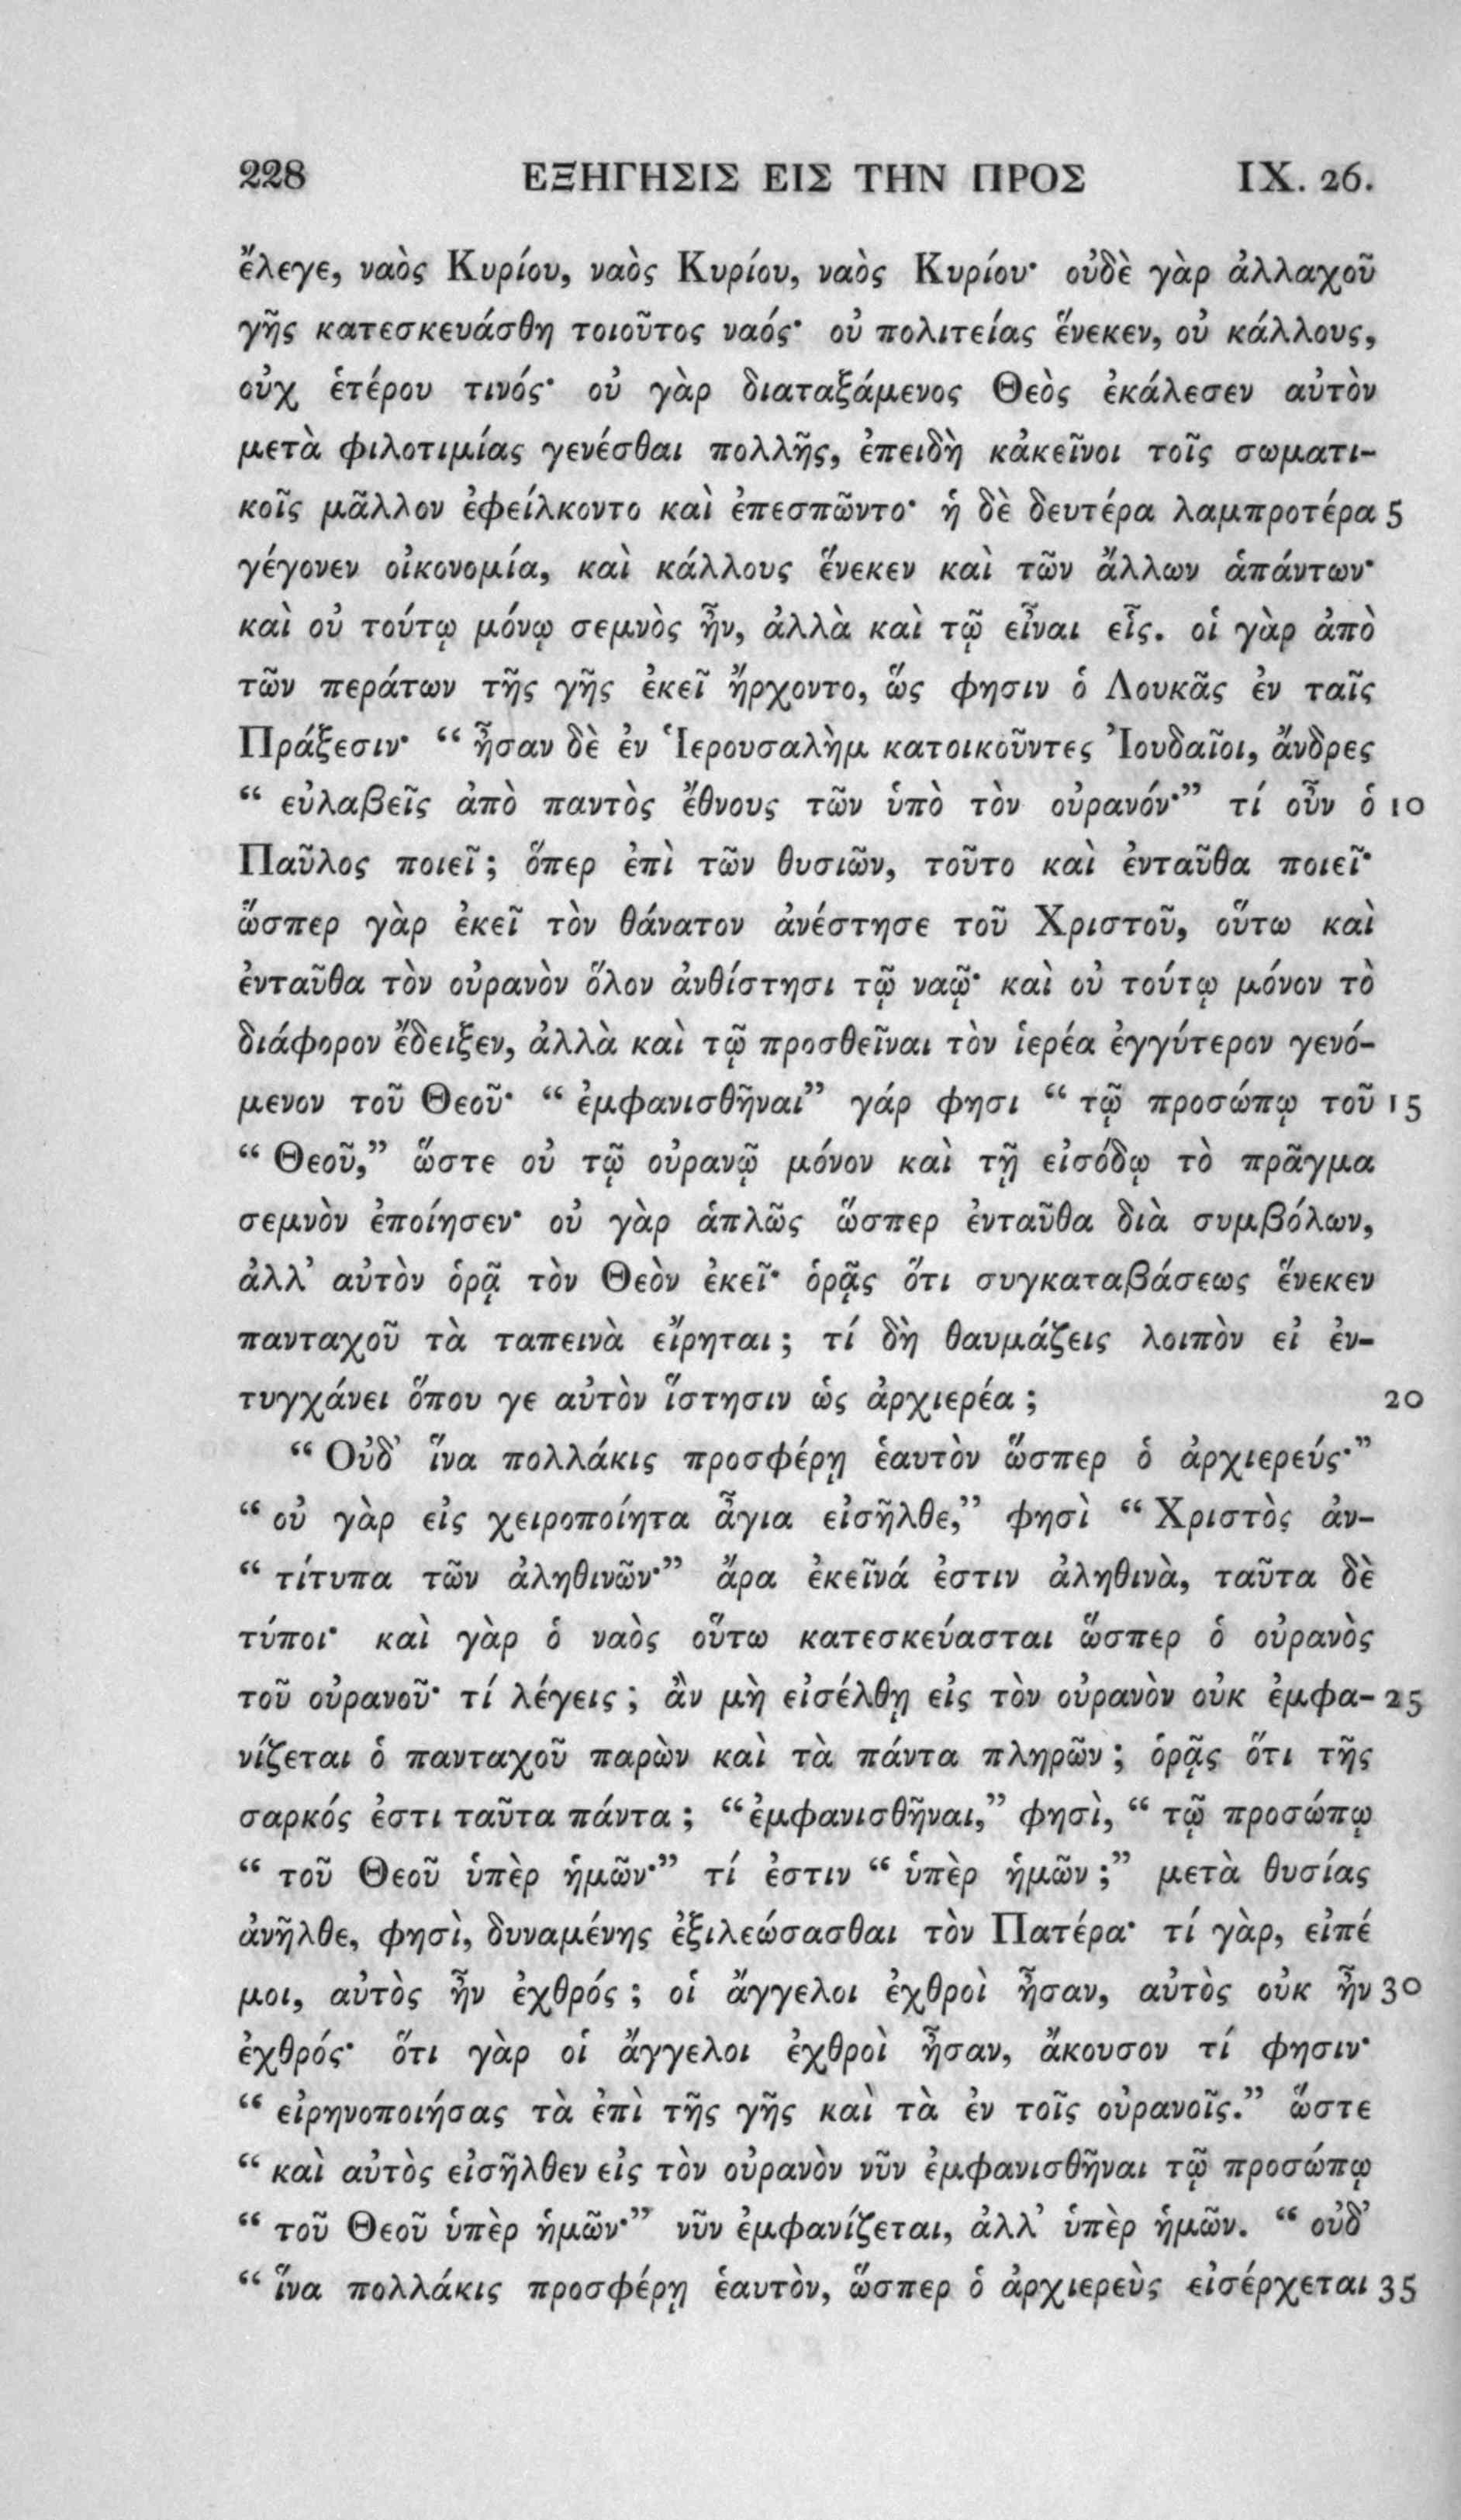 228 ΕΞΗΓΗΣΙΣ ΕΙΣ ΤΗΝ ΠΡΟΣ IX. 26.
ἔλεγε, ναὸς Κυρίου, ναὸς Κυρίου, ναὸς Κυρίου· οὐδὲ γὰρ ἀλλαχοῦ
γῆς κατεσκευάσθη τοιοῦτος ναός· οὐ πολιτείας ἕνεκεν, οὐ κάλλους,
οὐχ ἑτέρου τινός· οὐ γὰρ διαταξάμενος Θεὸς ἐκάλεσεν αὐτὸν
μετὰ φιλοτιμίας γενέσθαι πολλῆς, ἐπειδὴ κἀκεῖνοι τοῖς σωματι-
κοῖς μᾶλλον ἐφείλκοντο καὶ ἐπεσπῶντο· ἡ δὲ δευτέρα λαμπροτέρα 5
γέγονεν οἰκονομία, καὶ κάλλους ἕνεκεν καὶ τῶν ἄλλων ἁπάντων·
καὶ οὐ τούτῳ μόνῳ σεμνὸς ἦν, ἀλλὰ καὶ τῷ εἶναι εἷς. οἱ γὰρ ἀπὸ
τῶν περάτων τῆς γῆς ἐκεῖ ἤρχοντο, ὥς φησιν ὁ Λουκᾶς ἐν ταῖς
Πράξεσιν· “ ἦσαν δὲ ἐν Ἱερουσαλὴμ κατοικοῦντες Ἰουδαῖοι, ἄνδρες
“ εὐλαβεῖς ἀπὸ παντὸς ἔθνους τῶν ὑπὸ τὸν οὐρανόν·” τί οὖν ὁ 10
Παῦλος ποιεῖ ; ὅπερ ἐπὶ τῶν θυσιῶν, τοῦτο καὶ ἐνταῦθα ποιεῖ·
ὥσπερ γὰρ ἐκεῖ τὸν θάνατον ἀνέστησε τοῦ Χριστοῦ, οὕτω καὶ
ἐνταῦθα τὸν οὐρανὸν ὅλον ἀνθίστησι τῷ ναῷ· καὶ οὐ τούτῳ μόνον τὸ
διάφορον ἔδειξεν, ἀλλὰ καὶ τῷ προσθεῖναι τὸν ἱερέα ἐγγύτερον γενό-
μενον τοῦ Θεοῦ· “ ἐμφανισθῆναι” γάρ φησι “ τῷ προσώπῳ τοῦ 15
“ Θεοῦ,” ὥστε οὐ τῷ οὐρανῷ μόνον καὶ τῇ εἰσόδῳ τὸ πρᾶγμα
σεμνὸν ἐποίησεν· οὐ γὰρ ἁπλῶς ὥσπερ ἐνταῦθα διὰ συμβόλων,
ἀλλ’ αὐτὸν ὁρᾷ τὸν Θεὸν ἐκεῖ· ὁρᾷς ὅτι συγκαταβάσεως ἕνεκεν
πανταχοῦ τὰ ταπεινὰ εἴρηται ; τί δὴ θαυμάζεις λοιπὸν εἰ ἐν-
τυγχάνει ὅπου γε αὐτὸν ἵστησιν ὡς ἀρχιερέα ; 20
“ Οὐδ’ ἵνα πολλάκις προσφέρῃ ἑαυτὸν ὥσπερ ὁ ἀρχιερεύς·”
“ οὐ γὰρ εἰς χειροποίητα ἅγια εἰσῆλθε,” φησὶ “ Χριστὸς ἀν-
“ τίτυπα τῶν ἀληθινῶν·” ἄρα ἐκεῖνά ἐστιν ἀληθινὰ, ταῦτα δὲ
τύποι· καὶ γὰρ ὁ ναὸς οὕτω κατεσκεύασται ὥσπερ ὁ οὐρανὸς
τοῦ οὐρανοῦ· τί λέγεις ; ἂν μὴ εἰσέλθῃ εἰς τὸν οὐρανὸν οὐκ ἐμφα- 25
νίζεται ὁ πανταχοῦ παρὼν καὶ τὰ πάντα πληρῶν ; ὁρᾷς ὅτι τῆς
σαρκός ἐστι ταῦτα πάντα ; “ ἐμφανισθῆναι,” φησὶ, “ τῷ προσώπῳ
“ τοῦ Θεοῦ ὑπὲρ ἡμῶν·” τί ἐστιν “ ὑπὲρ ἡμῶν ;” μετὰ θυσίας
ἀνῆλθε, φησὶ, δυναμένης ἐξιλεώσασθαι τὸν Πατέρα· τί γὰρ, εἰπέ
μοι, αὐτὸς ἦν ἐχθρός ; οἱ ἄγγελοι ἐχθροὶ ἦσαν, αὐτὸς οὐκ ἦν 30
ἐχθρός· ὅτι γὰρ οἱ ἄγγελοι ἐχθροὶ ἦσαν, ἄκουσον τί φησιν·
“ εἰρηνοποιήσας τὰ ἐπὶ τῆς γῆς καὶ τὰ ἐν τοῖς οὐρανοῖς.” ὥστε
“ καὶ αὐτὸς εἰσῆλθεν εἰς τὸν οὐρανὸν νῦν ἐμφανισθῆναι τῷ προσώπῳ
“ τοῦ Θεοῦ ὑπὲρ ἡμῶν·” νῦν ἐμφανίζεται, ἀλλ’ ὑπὲρ ἡμῶν. “ οὐδ’
“ ἵνα πολλάκις προσφέρῃ ἑαυτὸν, ὥσπερ ὁ ἀρχιερεὺς εἰσέρχεται 35